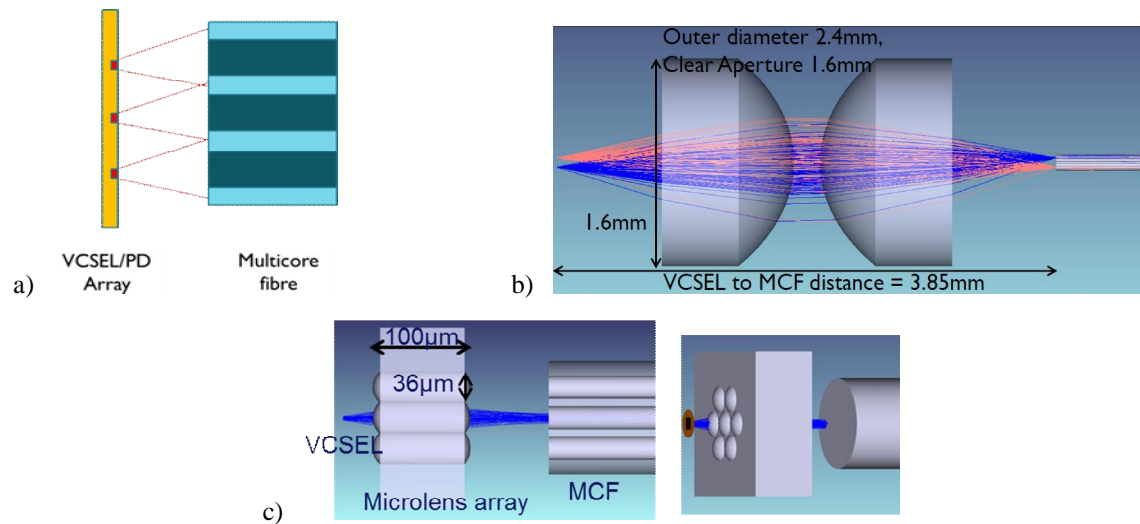 VCSEL/PD
Array
Multicore
fibre
a)
Outer diameter 2.4mm,
Clear Aperture 1.6mm
1.6mm
VCSEL to MCF distance = 3.85mm
b)
100µm
36µm
VCSEL
MCF
Microlens array
c)